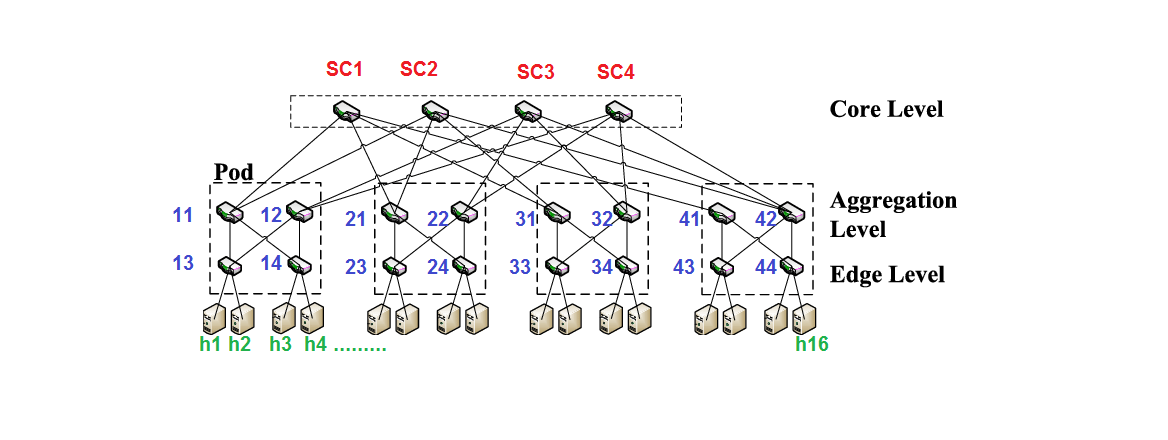 SC1 SC2 SC3 SC4
Core Level
Pod
11 12 21 22 31 32 41 42
Aggregation
Level
13 14 23 24 33 34 43 44
Edge Level
h1 h2 h3 h4 ......... h16